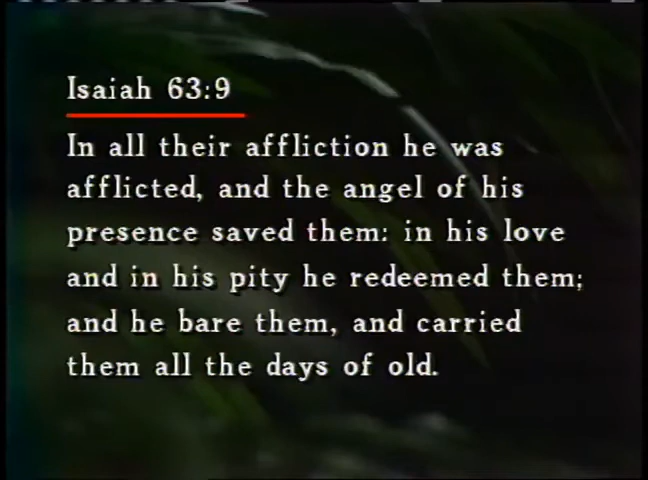 Isaiah 63:9
In all their affliction he was
afflicted, and the angel of his
presence saved them: in his love
and in his pity he redeemed them;
and he bare them, and carried
them all the days of old.